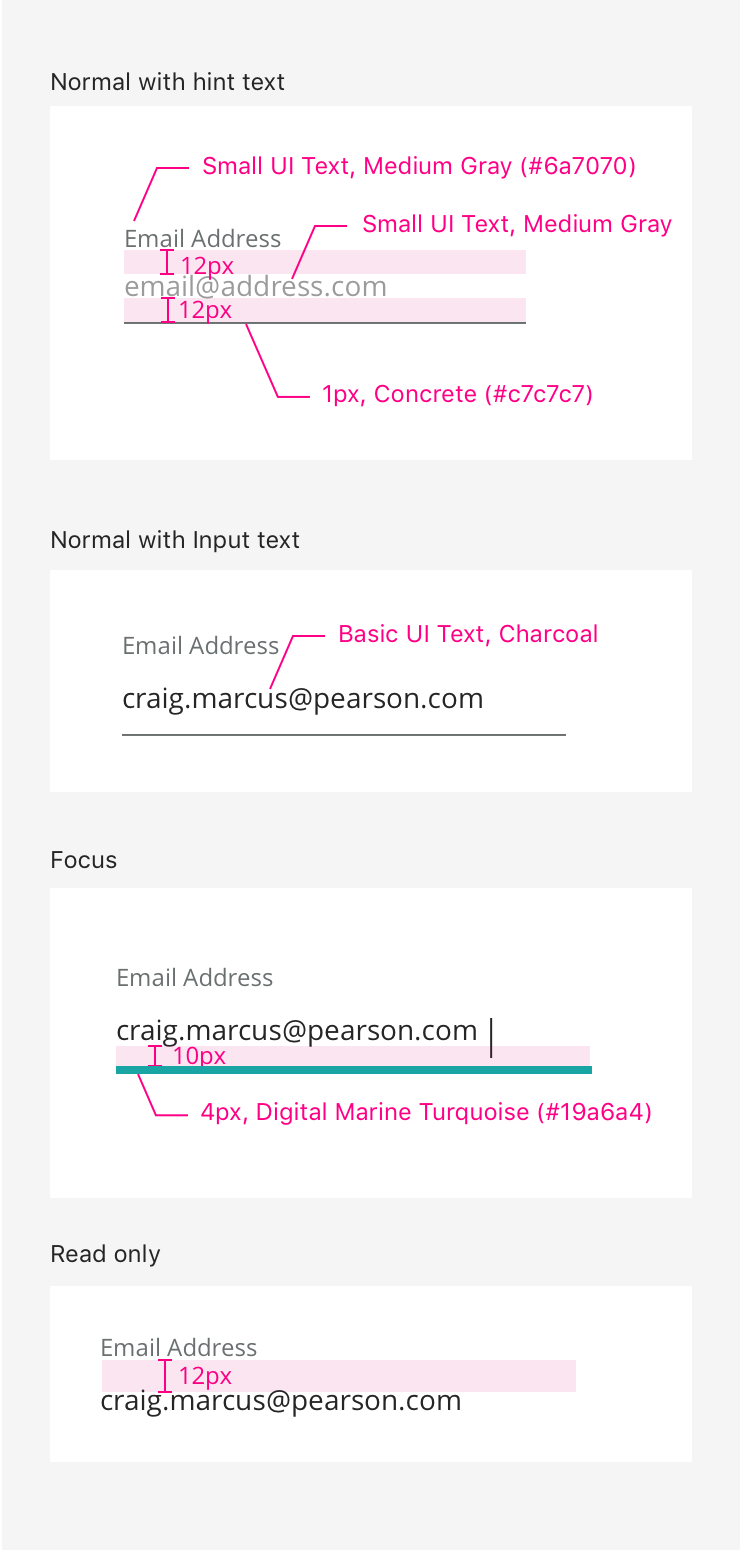 Normal with hint text
Small UI Text, Medium Gray (#6a7070)
Small UI Text, Medium Gray
Email Address
12px
email@address.com
12px
1px, Concrete (#c7c7c7)
Normal with Input text
Basic UI Text, Charcoal
Email Address
craig.marcus@pearson.com
Focus
Email Address
craig.marcus@pearson.com
10px
4px, Digital Marine Turquoise (#19a6a4)
Read only
Email Address
12px
craig.marcus@pearson.com